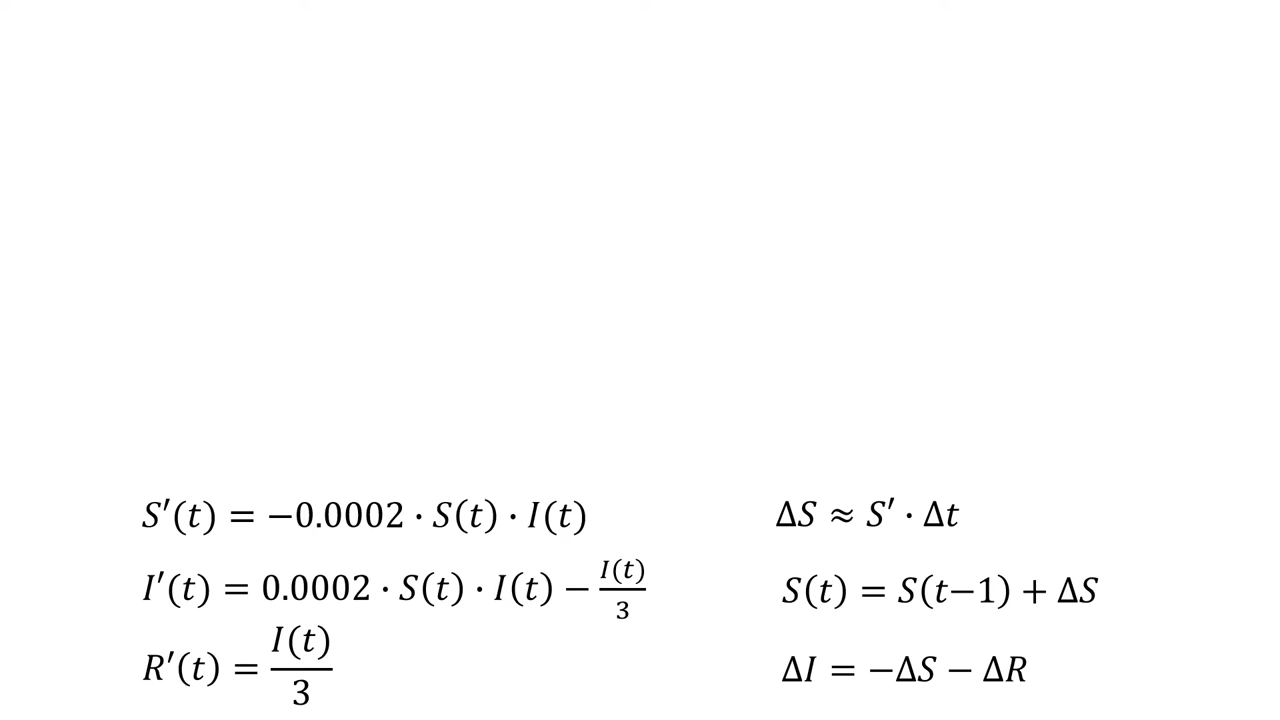 S′(t) = −0.0002 · S(t) · I(t)
I′(t) = 0.0002 · S(t) · I(t) − I(t)/3
R′(t) = I(t)/3
ΔS ≈ S′ · Δt
S(t) = S(t−1) + ΔS
ΔI = −ΔS − ΔR